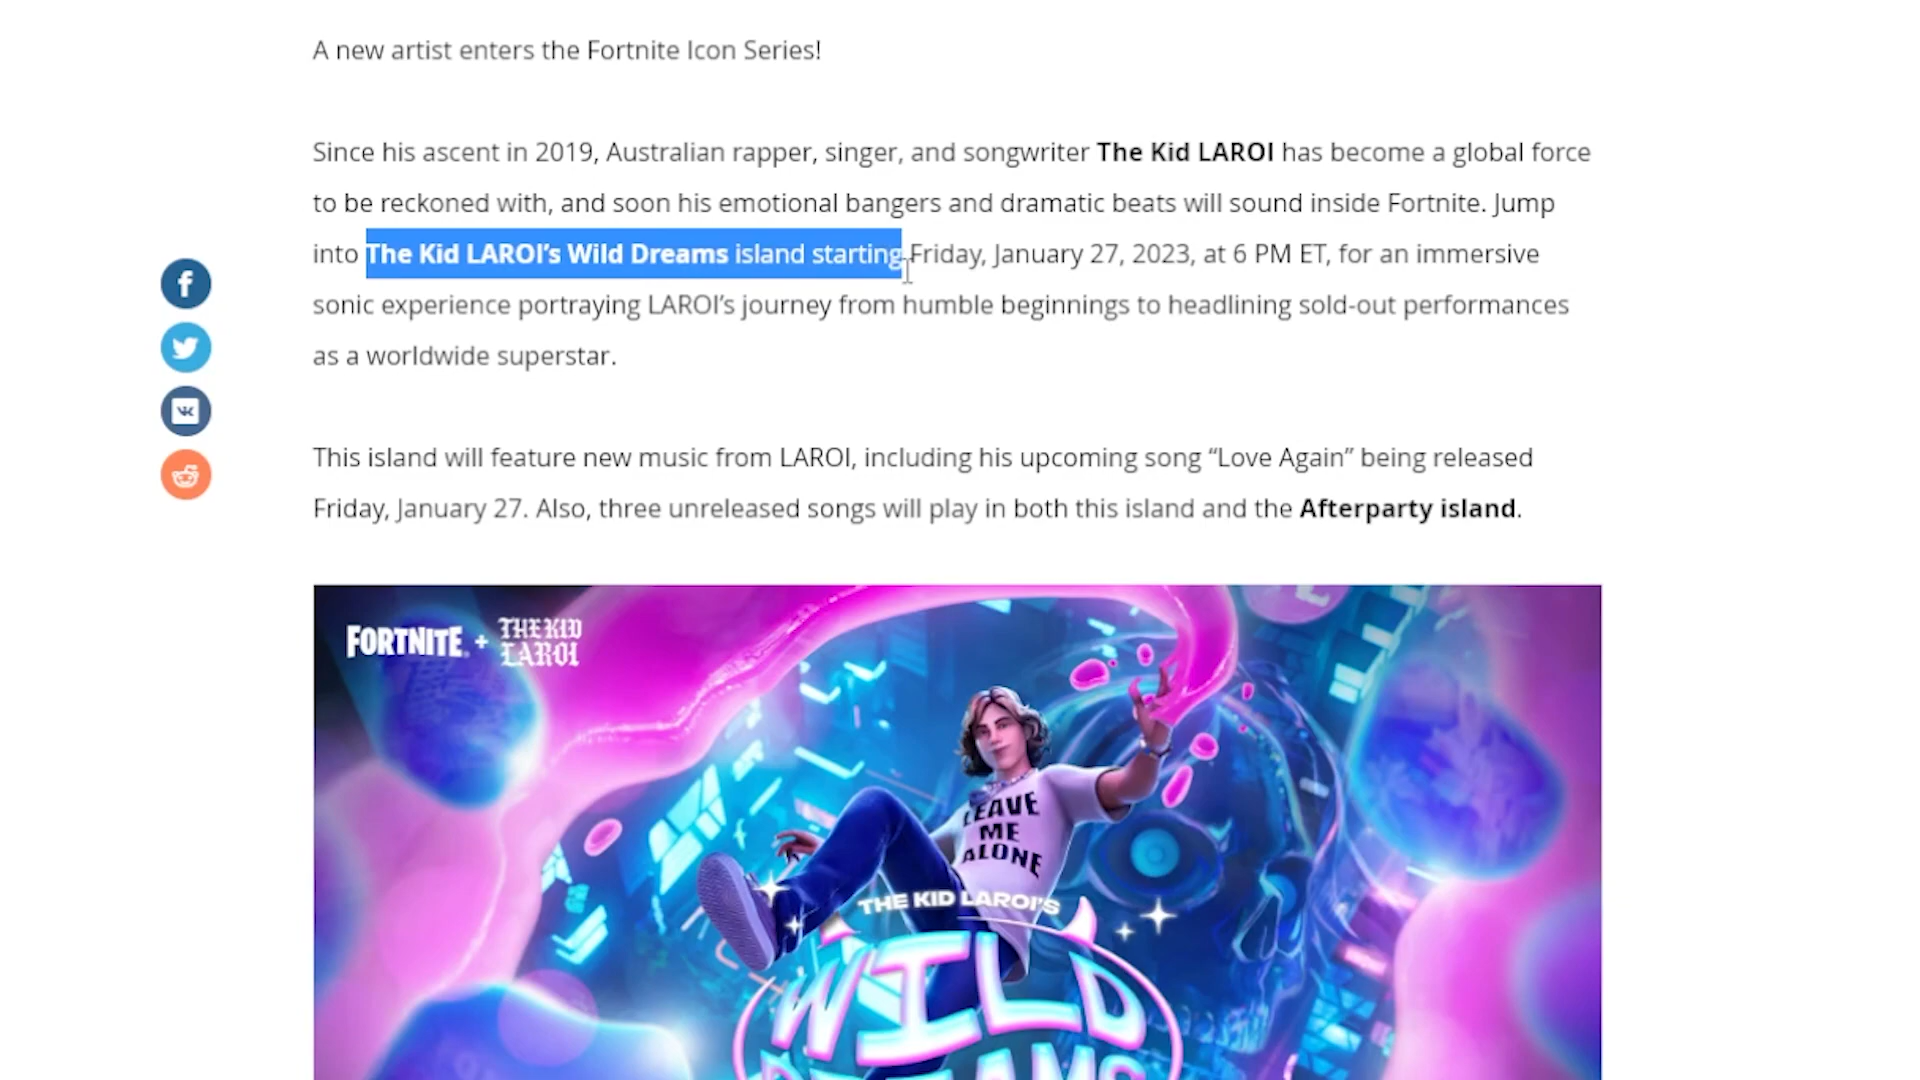 A new artist enters the Fortnite Icon Series!
Since his ascent in 2019, Australian rapper, singer, and songwriter The Kid LAROI has become a global force
to be reckoned with, and soon his emotional bangers and dramatic beats will sound inside Fortnite. Jump
into The Kid LAROI’s Wild Dreams island starting Friday, January 27, 2023, at 6 PM ET, for an immersive
sonic experience portraying LAROI’s journey from humble beginnings to headlining sold-out performances
as a worldwide superstar.
This island will feature new music from LAROI, including his upcoming song “Love Again” being released
Friday, January 27. Also, three unreleased songs will play in both this island and the Afterparty island.
FORTNITE + THE KID
LAROI
LEAVE
ME
ALONE
THE KID LAROI'S
WILD
DREAMS